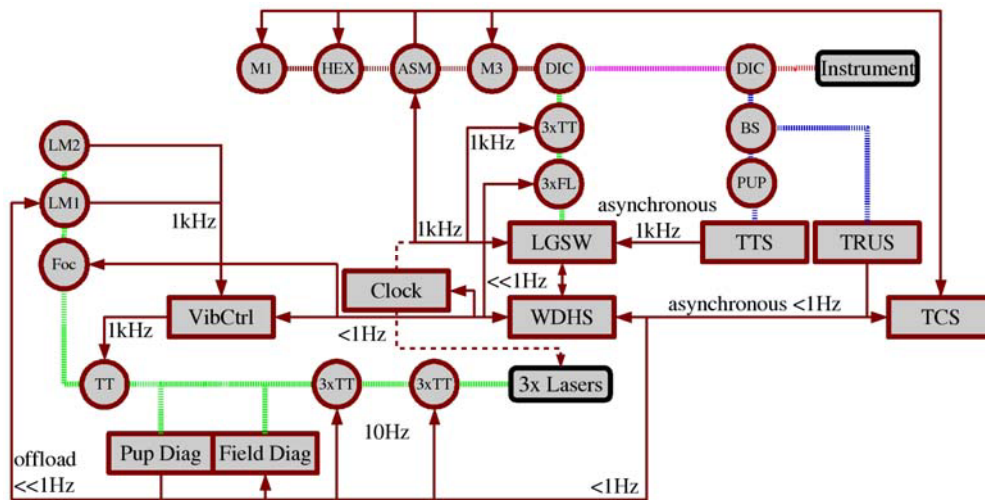 M1 HEX ASM M3 DIC DIC Instrument
LM2 3xTT BS
1kHz
LM1 3xFL PUP
1kHz asynchronous
Foc 1kHz LGSW 1kHz TTS TRUS
Clock <<1Hz
VibCtrl <1Hz WDHS asynchronous <1Hz TCS
1kHz
TT 3xTT 3xTT 3x Lasers
10Hz
Pup Diag Field Diag
offload
<<1Hz <1Hz